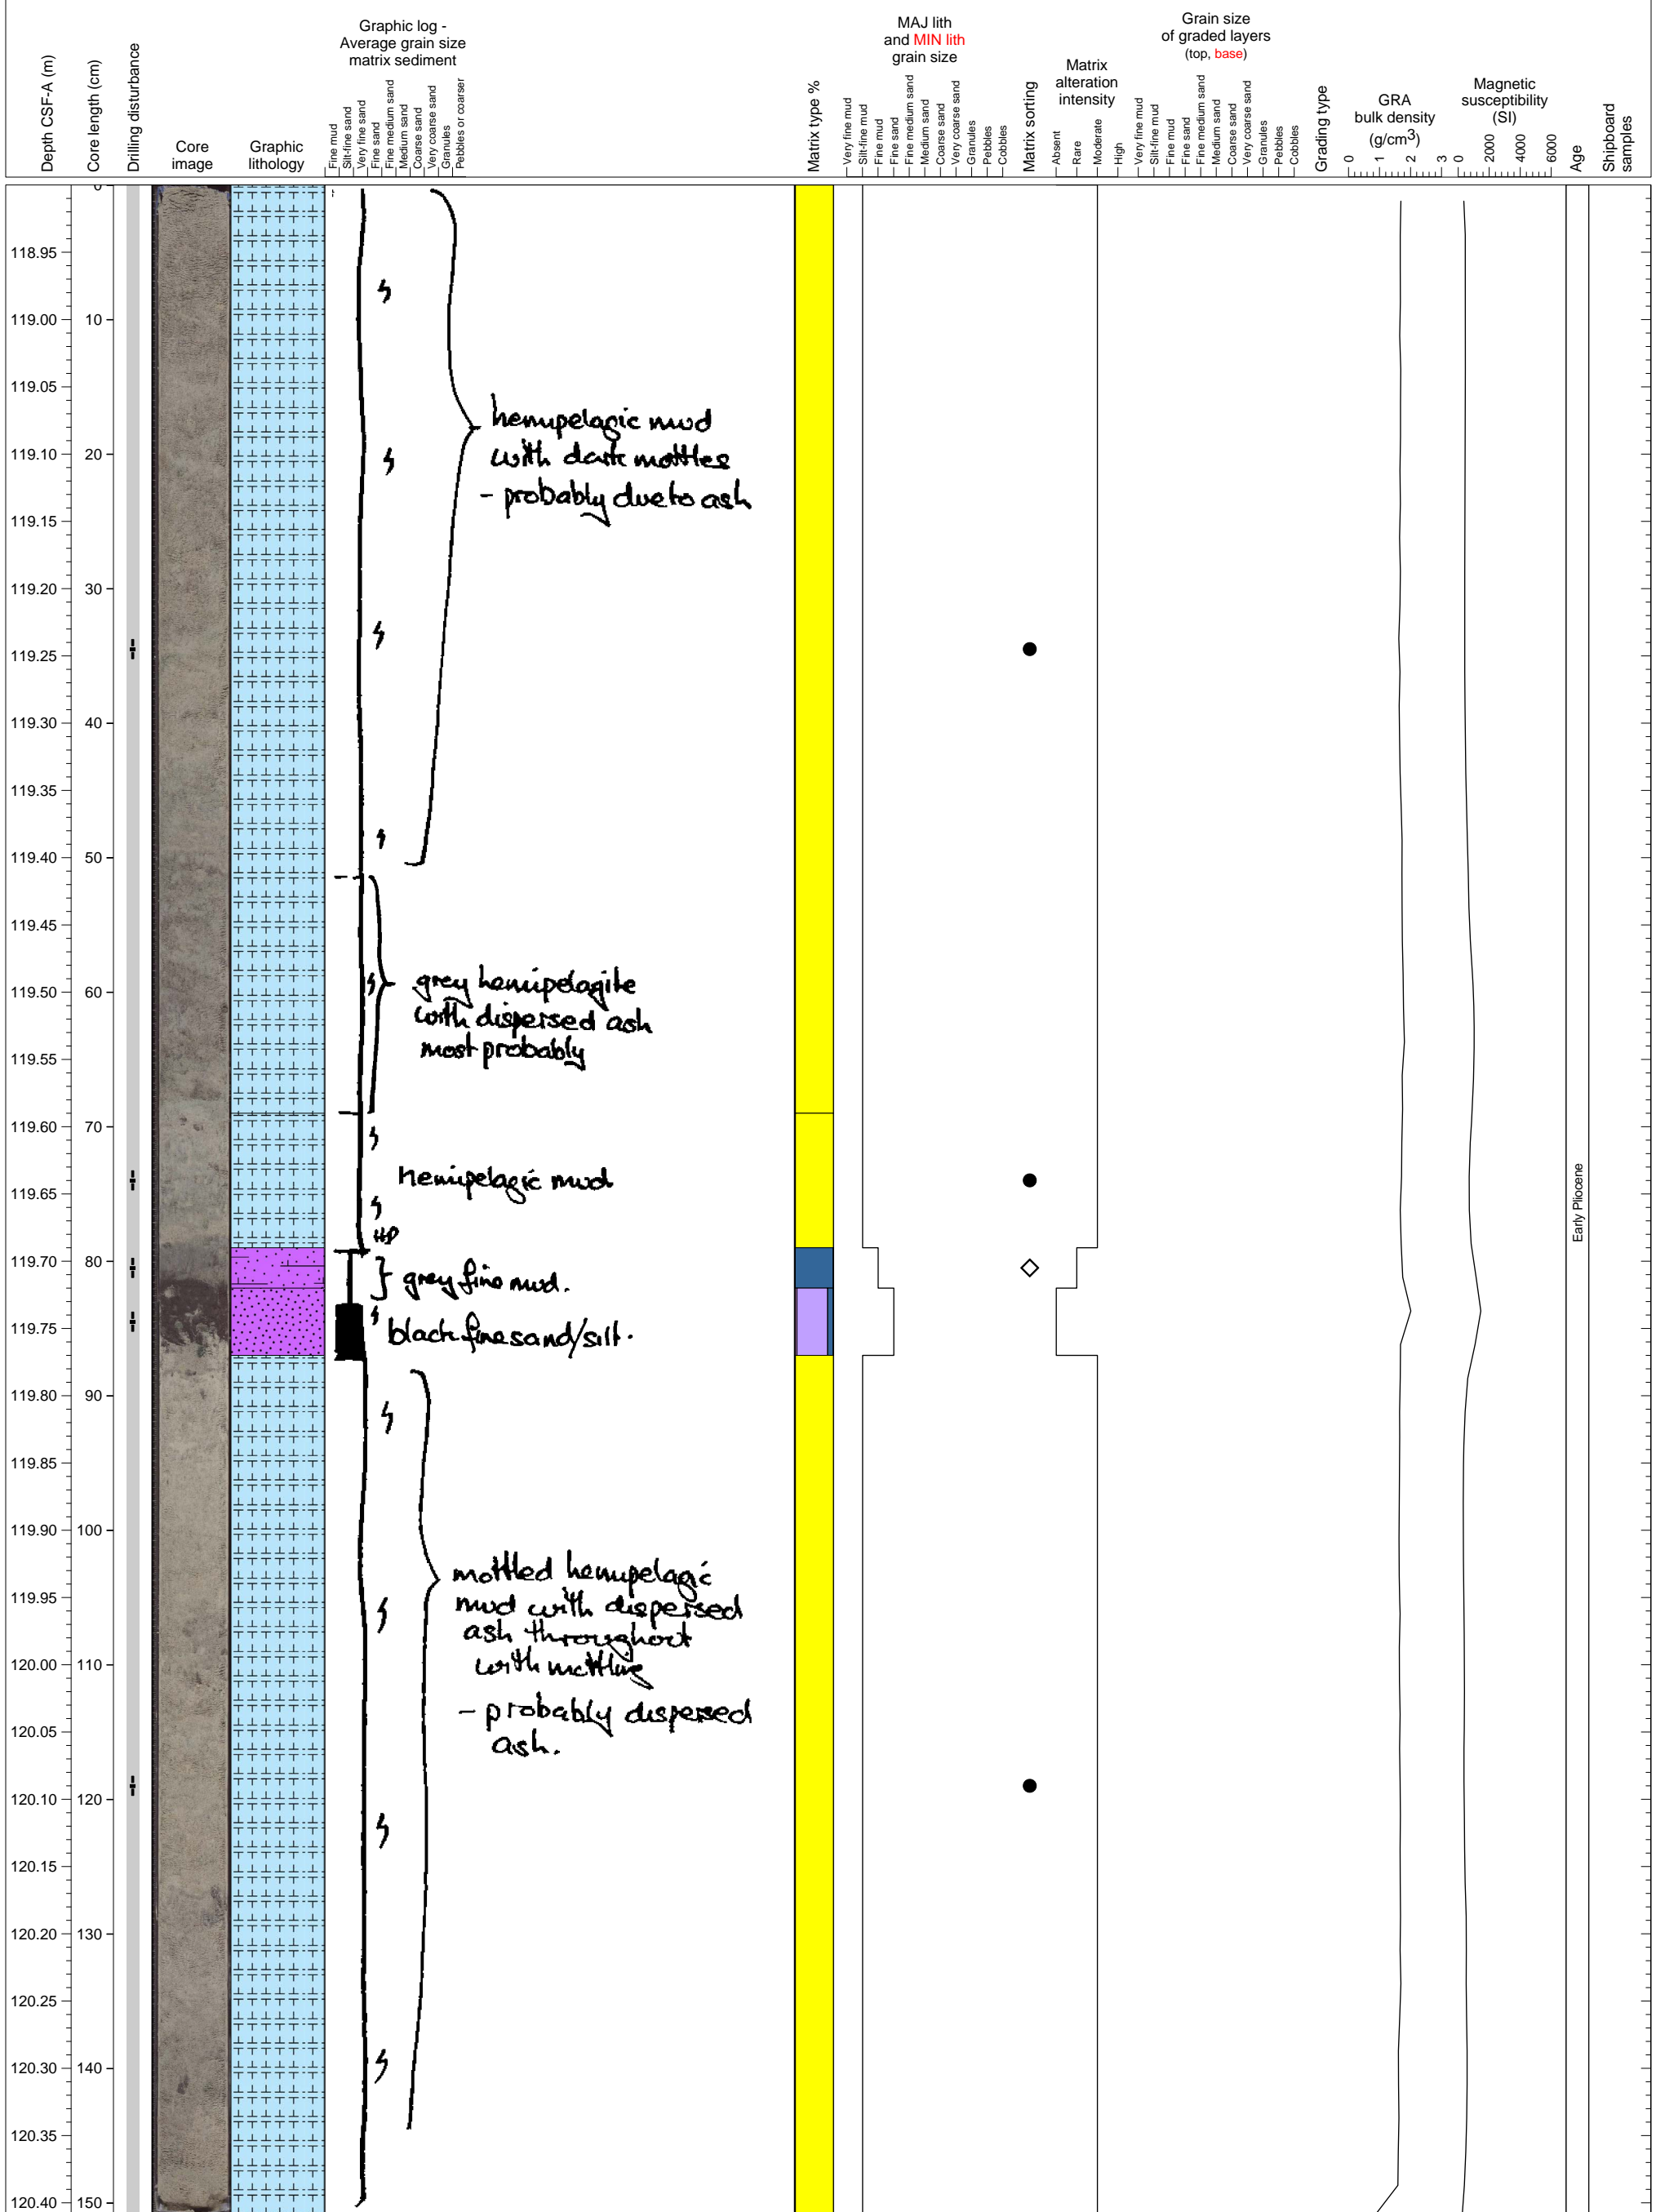 Depth CSF-A (m)
Core length (cm)
Drilling disturbance
Core
image
Graphic
lithology
Graphic log -
Average grain size
matrix sediment
Fine mud
Silt-fine sand
Very fine sand
Fine sand
Fine medium sand
Medium sand
Coarse sand
Very coarse sand
Granules
Pebbles or coarser
Matrix type %
MAJ lith
and MIN lith
grain size
Very fine mud
Silt-fine mud
Fine mud
Fine sand
Fine medium sand
Medium sand
Coarse sand
Very coarse sand
Granules
Pebbles
Cobbles
Matrix sorting
Matrix
alteration
intensity
Absent
Rare
Moderate
High
Grain size
of graded layers
(top, base)
Very fine mud
Silt-fine mud
Fine mud
Fine sand
Fine medium sand
Medium sand
Coarse sand
Very coarse sand
Granules
Pebbles
Cobbles
Grading type
GRA
bulk density
(g/cm3)
0 1 2 3
Magnetic
susceptibility
(SI)
0 2000 4000 6000
Age
Shipboard
samples
0
118.95
119.00 10
119.05
hemipelagic mud
119.10 20 with dark mottles
- probably due to ash
119.15
119.20 30
119.25
119.30 40
119.35
119.40 50
119.45
119.50 60 grey hemipelagite
with dispersed ash
119.55 most probably
119.60 70
119.65 hemipelagic mud
Early Pliocene
HP
119.70 80 grey fine mud.
119.75 black fine sand/silt.
119.80 90
119.85
119.90 100
mottled hemipelagic
119.95 mud with dispersed
ash throughout
120.00 110 with mottling
120.05 - probably dispersed
ash.
120.10 120
120.15
120.20 130
120.25
120.30 140
120.35
120.40 150